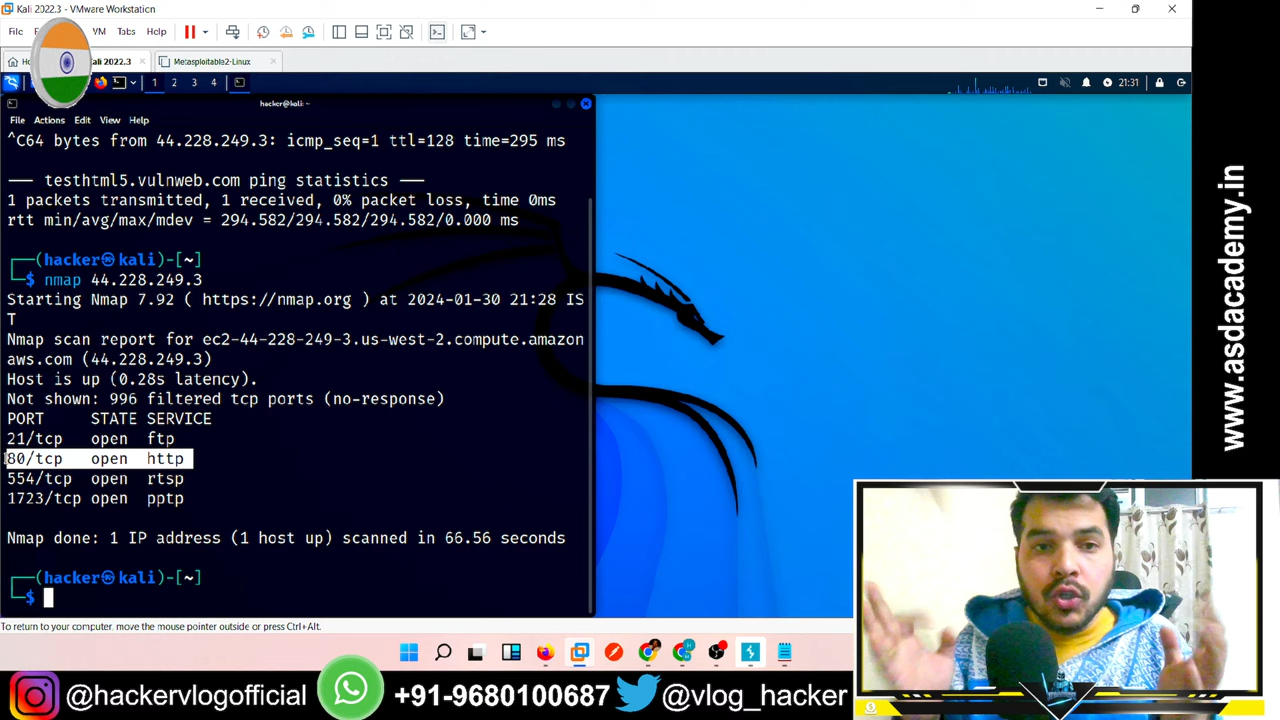 Kali 2022.3 - VMware Workstation
File
VM Tabs Help
Kali 2022.3
Metasploitable2-Linux
1 2 3 4
21:31
hacker@kali: ~
File Actions Edit View Help
^C64 bytes from 44.228.249.3: icmp_seq=1 ttl=128 time=295 ms
—— testhtml5.vulnweb.com ping statistics ——
1 packets transmitted, 1 received, 0% packet loss, time 0ms
rtt min/avg/max/mdev = 294.582/294.582/294.582/0.000 ms
┌──(hacker㉿kali)-[~]
└─$ nmap 44.228.249.3
Starting Nmap 7.92 ( https://nmap.org ) at 2024-01-30 21:28 IS
T
Nmap scan report for ec2-44-228-249-3.us-west-2.compute.amazon
aws.com (44.228.249.3)
Host is up (0.28s latency).
Not shown: 996 filtered tcp ports (no-response)
PORT STATE SERVICE
21/tcp open ftp
80/tcp open http
554/tcp open rtsp
1723/tcp open pptp
Nmap done: 1 IP address (1 host up) scanned in 66.56 seconds
┌──(hacker㉿kali)-[~]
└─$
To return to your computer, move the mouse pointer outside or press Ctrl+Alt.
@hackervlogofficial
+91-9680100687
@vlog_hacker
www.asdacademy.in